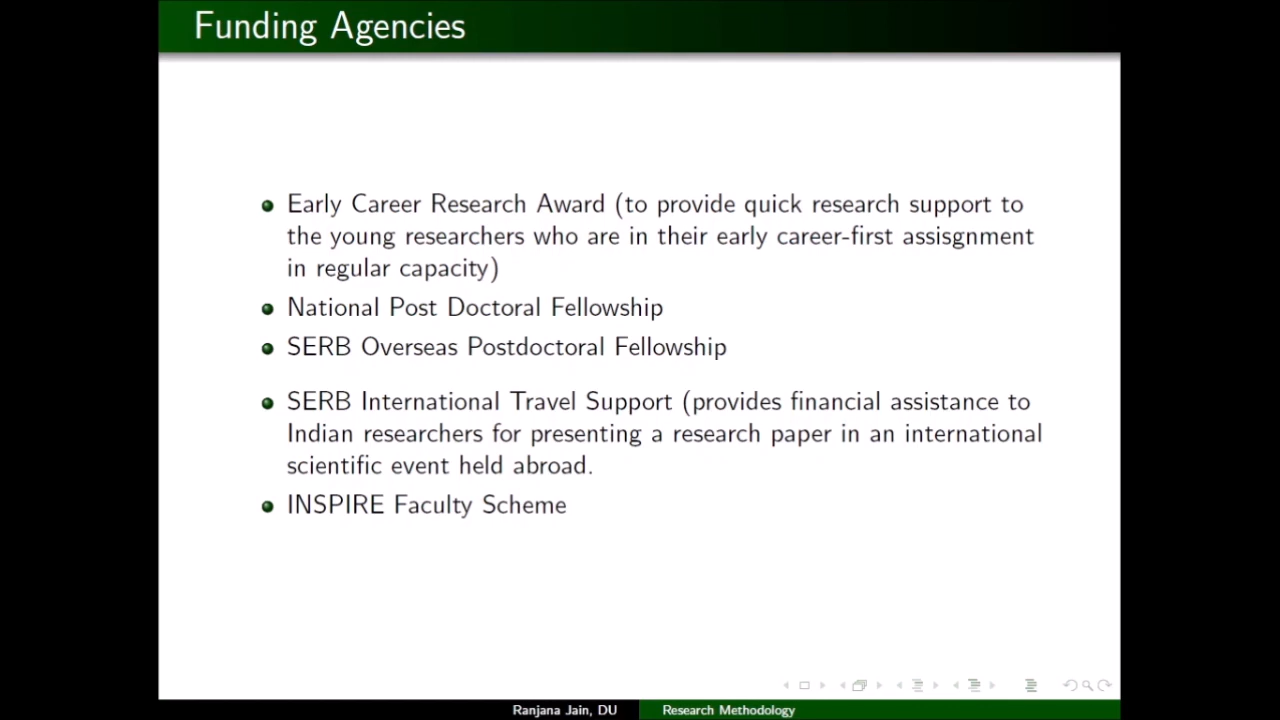 Funding Agencies
Early Career Research Award (to provide quick research support to
the young researchers who are in their early career-first assisgnment
in regular capacity)
National Post Doctoral Fellowship
SERB Overseas Postdoctoral Fellowship
SERB International Travel Support (provides financial assistance to
Indian researchers for presenting a research paper in an international
scientific event held abroad.
INSPIRE Faculty Scheme
Ranjana Jain, DU
Research Methodology